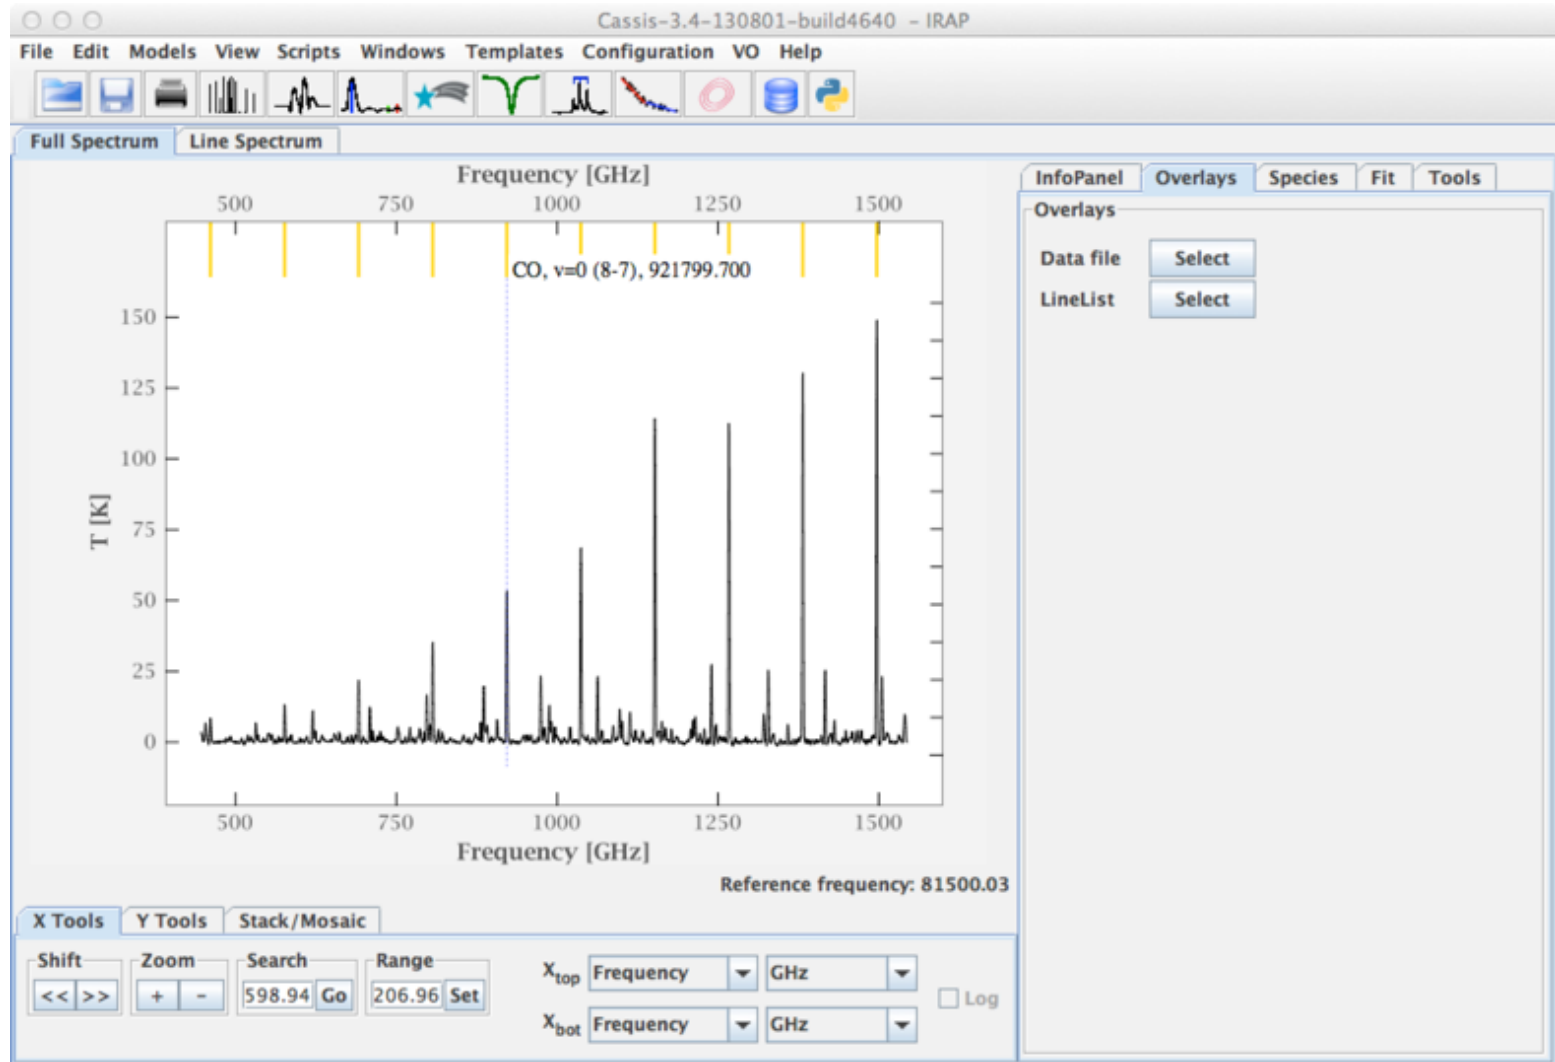 Cassis-3.4-130801-build4640 - IRAP
File Edit Models View Scripts Windows Templates Configuration VO Help
Full Spectrum Line Spectrum
Frequency [GHz]
500 750 1000 1250 1500
CO, v=0 (8-7), 921799.700
150
125
100
75
50
25
0
T [K]
500 750 1000 1250 1500
Frequency [GHz]
Reference frequency: 81500.03
InfoPanel Overlays Species Fit Tools
Overlays
Data file Select
LineList Select
X Tools Y Tools Stack/Mosaic
Shift Zoom Search Range
<< >> + - 598.94 Go 206.96 Set
Xtop Frequency GHz
Log
Xbot Frequency GHz